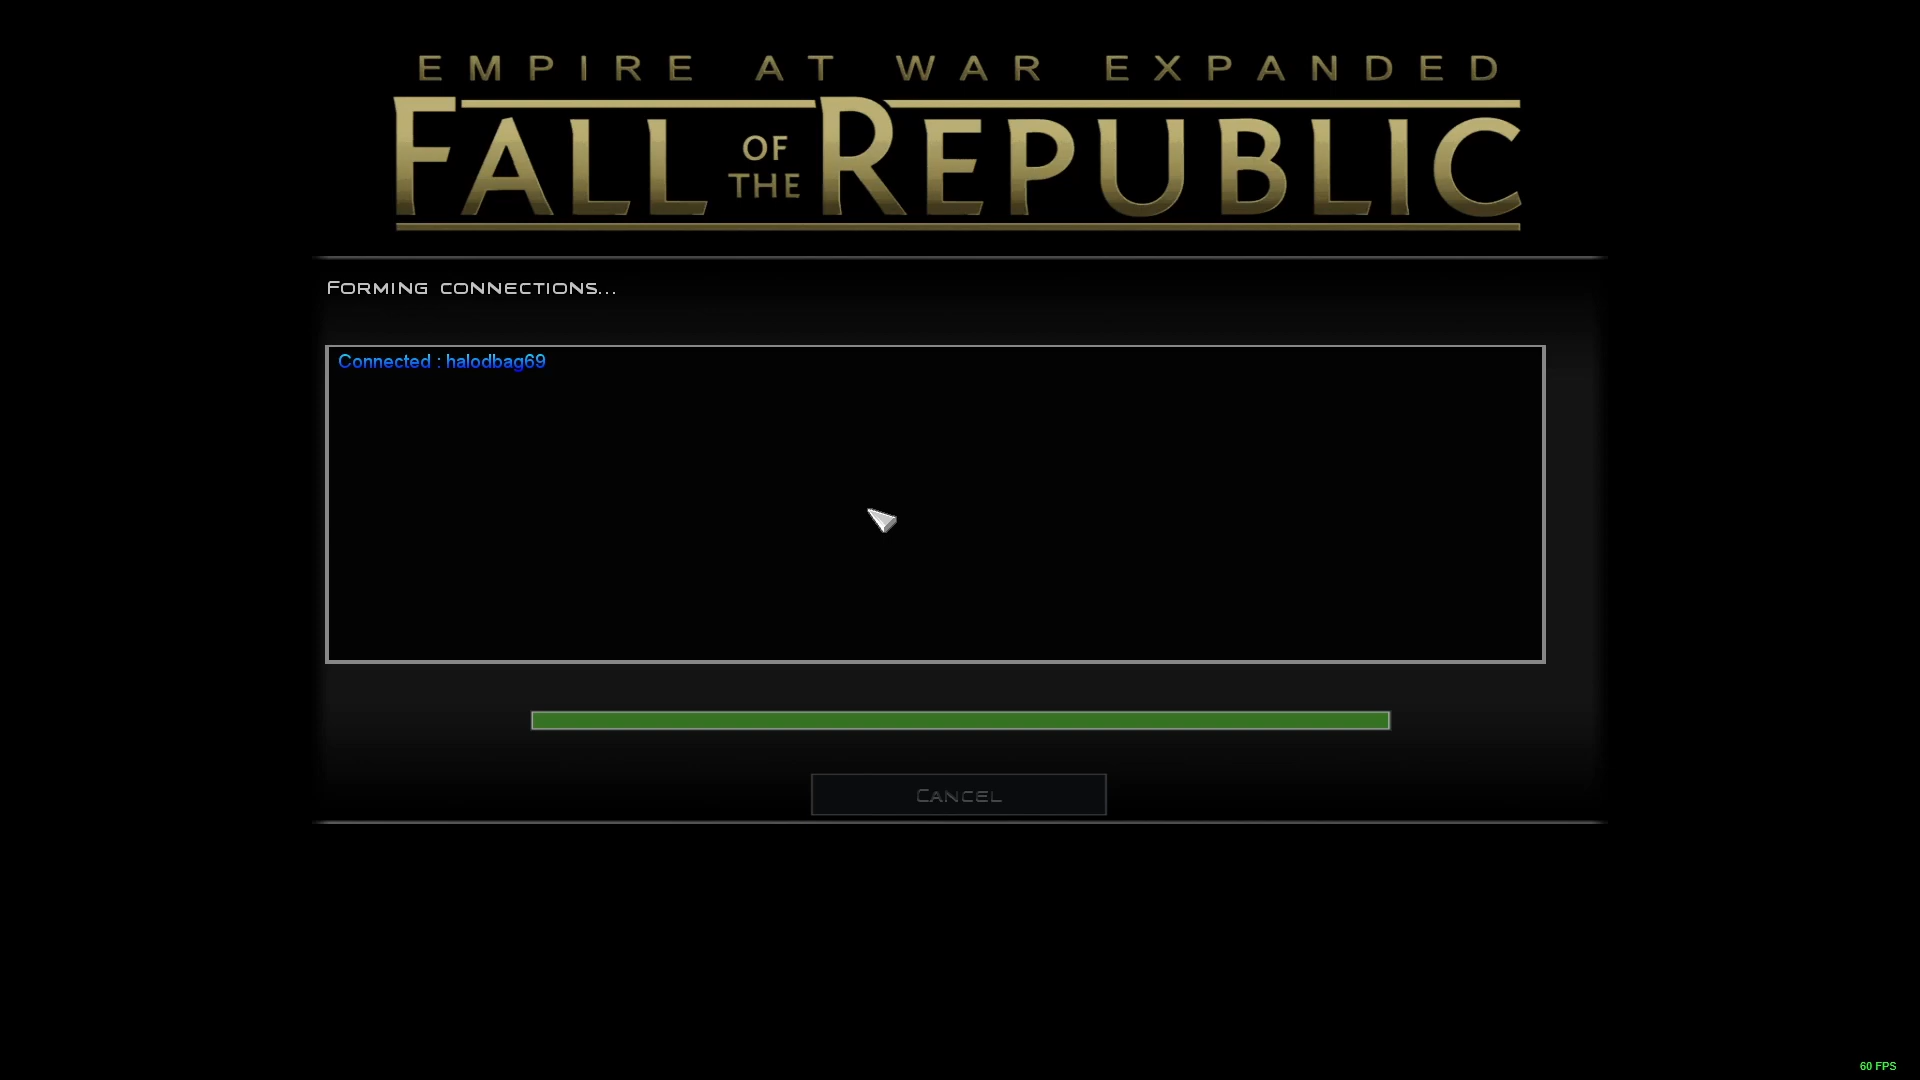 EMPIRE AT WAR EXPANDED
FALL OF THE REPUBLIC
Forming connections...
Connected : halodbag69
Cancel
60 FPS